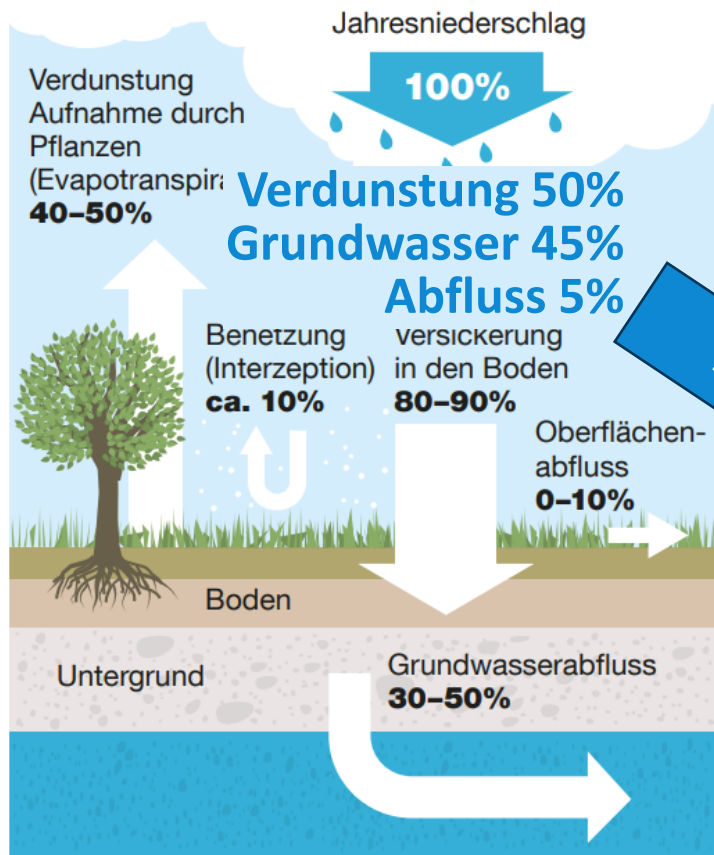 Jahresniederschlag
100%
Verdunstung
Aufnahme durch
Pflanzen
40–50%
Verdunstung 50%
Grundwasser 45%
Abfluss 5%
Benetzung
(Interzeption)
ca. 10%
Versickerung
in den Boden
80–90%
Oberflächen-
abfluss
0–10%
Boden
Untergrund
Grundwasserabfluss
30–50%